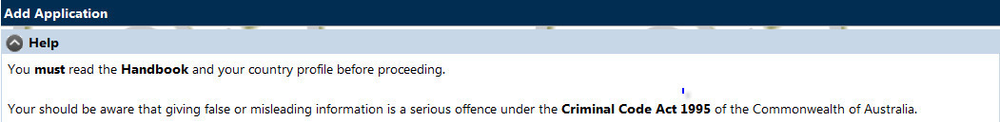 Add Application
Help
You must read the Handbook and your country profile before proceeding.
Your should be aware that giving false or misleading information is a serious offence under the Criminal Code Act 1995 of the Commonwealth of Australia.